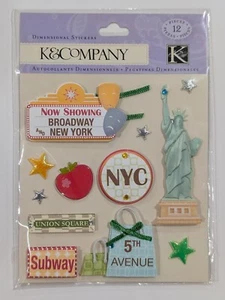 DIMENSIONAL STICKERS
K&COMPANY
12
K
AUTOCOLLANTS DIMENSIONNELS • PEGATINAS DIMENSIONALES
NOW SHOWING
BROADWAY
NEW YORK
NYC
UNION SQUARE
Subway
5TH
AVENUE